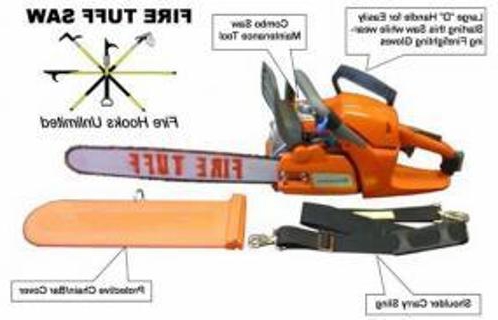 FIRE TUFF SAW
Fire Hooks Unlimited
Combo Saw
Maintenance Tool
Large "D" Handle for Easily
Starting this Saw while wear-
ing Firefighting Gloves
FIRE TUFF
Protective Chain/Bar Cover
Shoulder Carry Sling